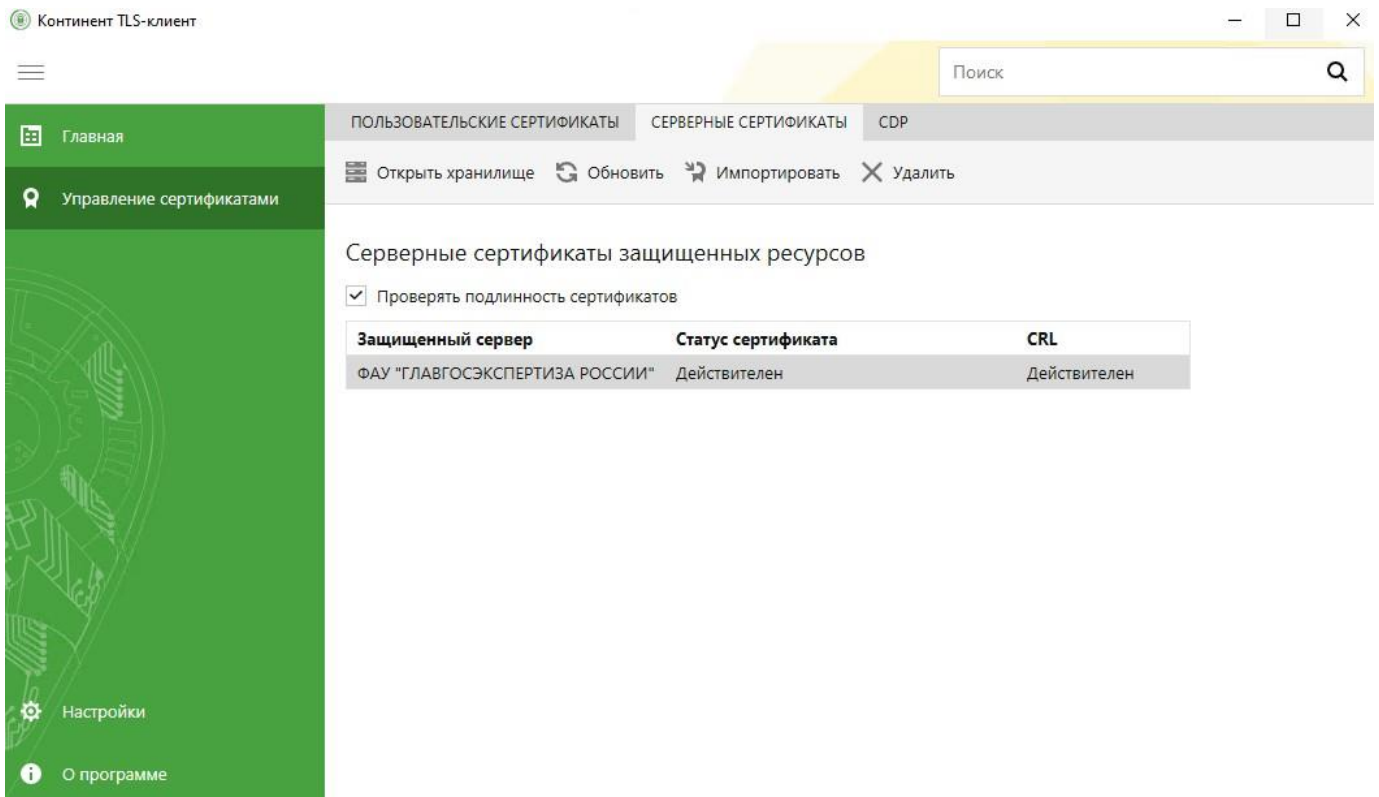 Континент TLS-клиент
Поиск
Главная
Управление сертификатами
Настройки
О программе
ПОЛЬЗОВАТЕЛЬСКИЕ СЕРТИФИКАТЫ СЕРВЕРНЫЕ СЕРТИФИКАТЫ CDP
Открыть хранилище Обновить Импортировать Удалить
Серверные сертификаты защищенных ресурсов
Проверять подлинность сертификатов
Защищенный сервер Статус сертификата CRL
ФАУ "ГЛАВГОСЭКСПЕРТИЗА РОССИИ" Действителен Действителен